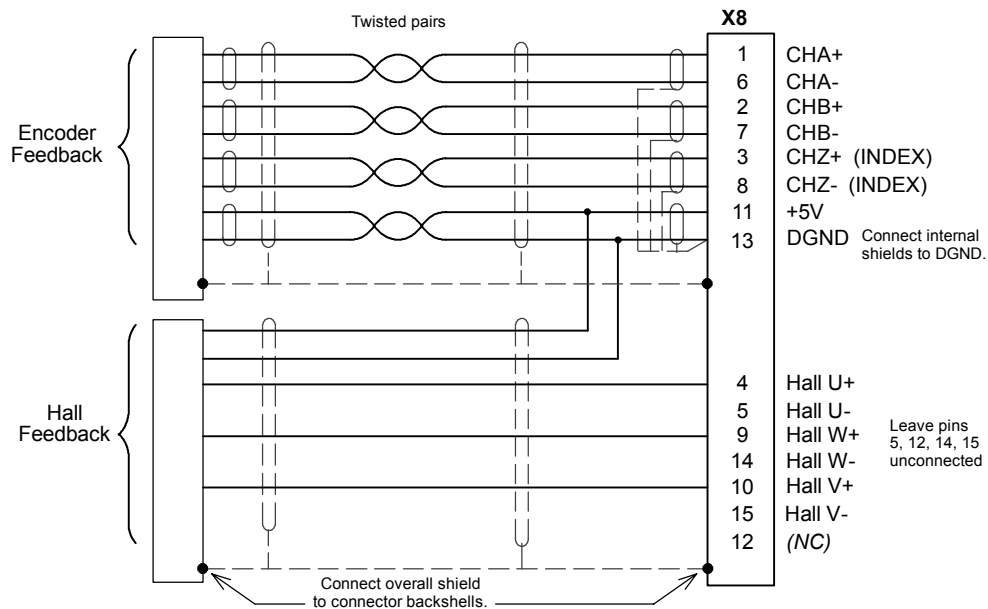 X8
Twisted pairs
1 CHA+
6 CHA-
2 CHB+
7 CHB-
3 CHZ+ (INDEX)
8 CHZ- (INDEX)
11 +5V
13 DGND
Connect internal
shields to DGND.
Encoder
Feedback
4 Hall U+
5 Hall U-
9 Hall W+
14 Hall W-
10 Hall V+
15 Hall V-
12 (NC)
Leave pins
5, 12, 14, 15
unconnected
Hall
Feedback
Connect overall shield
to connector backshells.